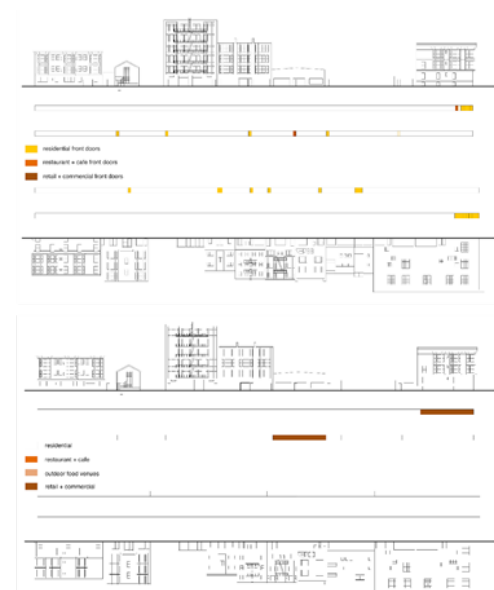 residential front doors
restaurant + cafe front doors
retail + commercial front doors
residential
restaurant + cafe
outdoor food venues
retail + commercial